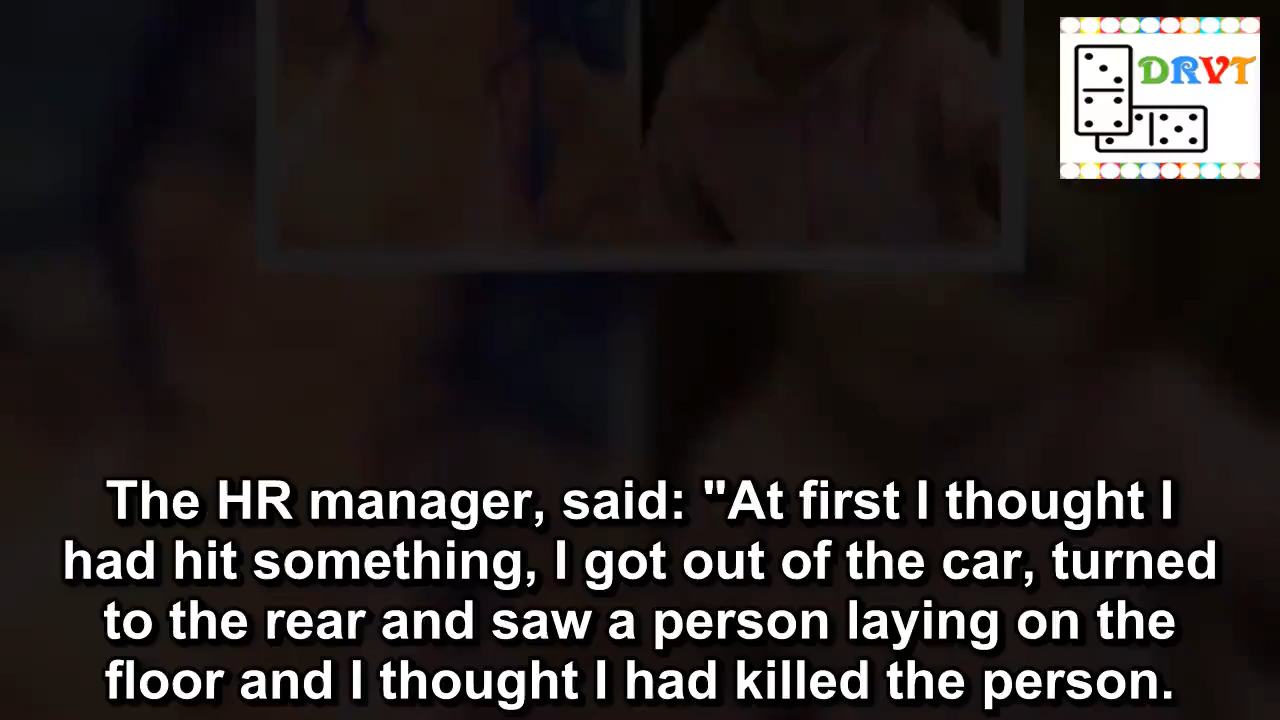 DRVT
The HR manager, said: "At first I thought I
had hit something, I got out of the car, turned
to the rear and saw a person laying on the
floor and I thought I had killed the person.